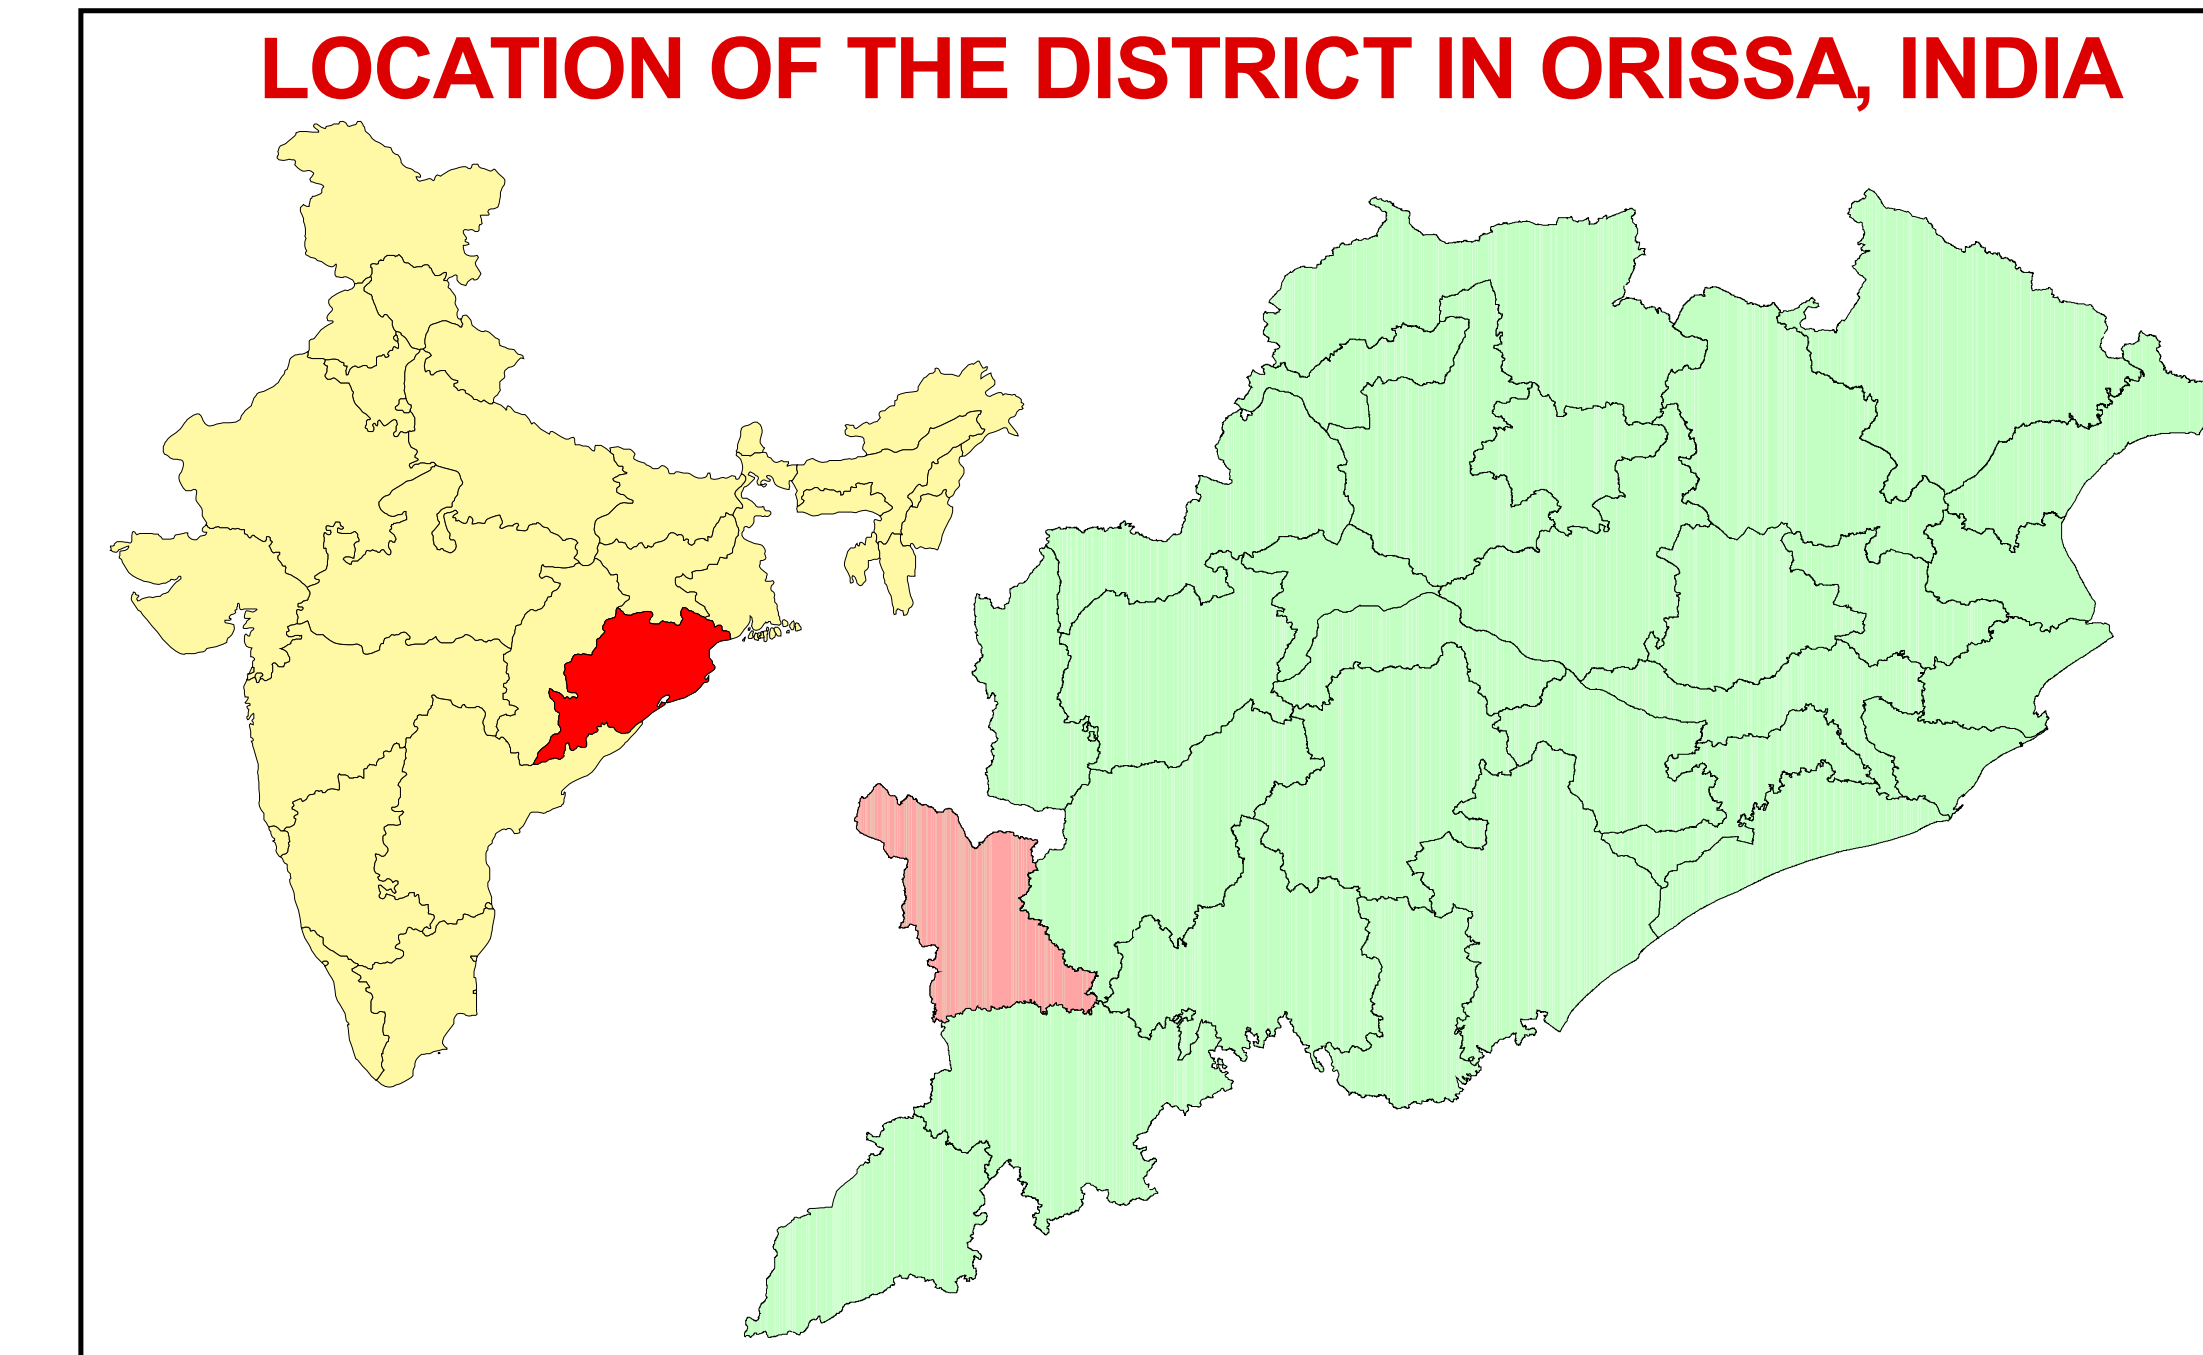 LOCATION OF THE DISTRICT IN ORISSA, INDIA